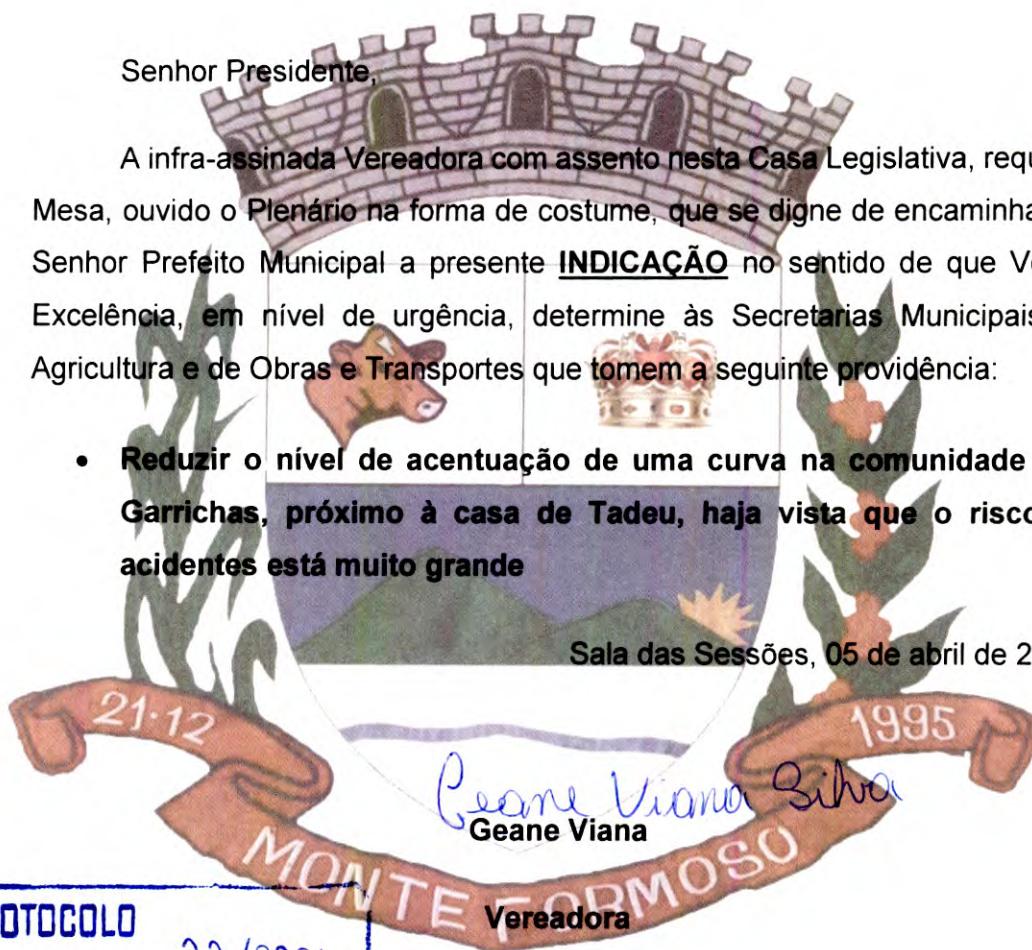 Senhor Presidente,
A infra-assinada Vereadora com assento nesta Casa Legislativa, requ
Mesa, ouvido o Plenário na forma de costume, que se digne de encaminha
Senhor Prefeito Municipal a presente INDICAÇÃO no sentido de que V
Excelência, em nível de urgência, determine às Secretarias Municipais
Agricultura e de Obras e Transportes que tomem a seguinte providência:
• Reduzir o nível de acentuação de uma curva na comunidade
Garrichas, próximo à casa de Tadeu, haja vista que o risco
acidentes está muito grande
Sala das Sessões, 05 de abril de 2
21·12
1995
Geane Viana Silva
Geane Viana
MONTE FORMOSO
Vereadora
OTOCOLO